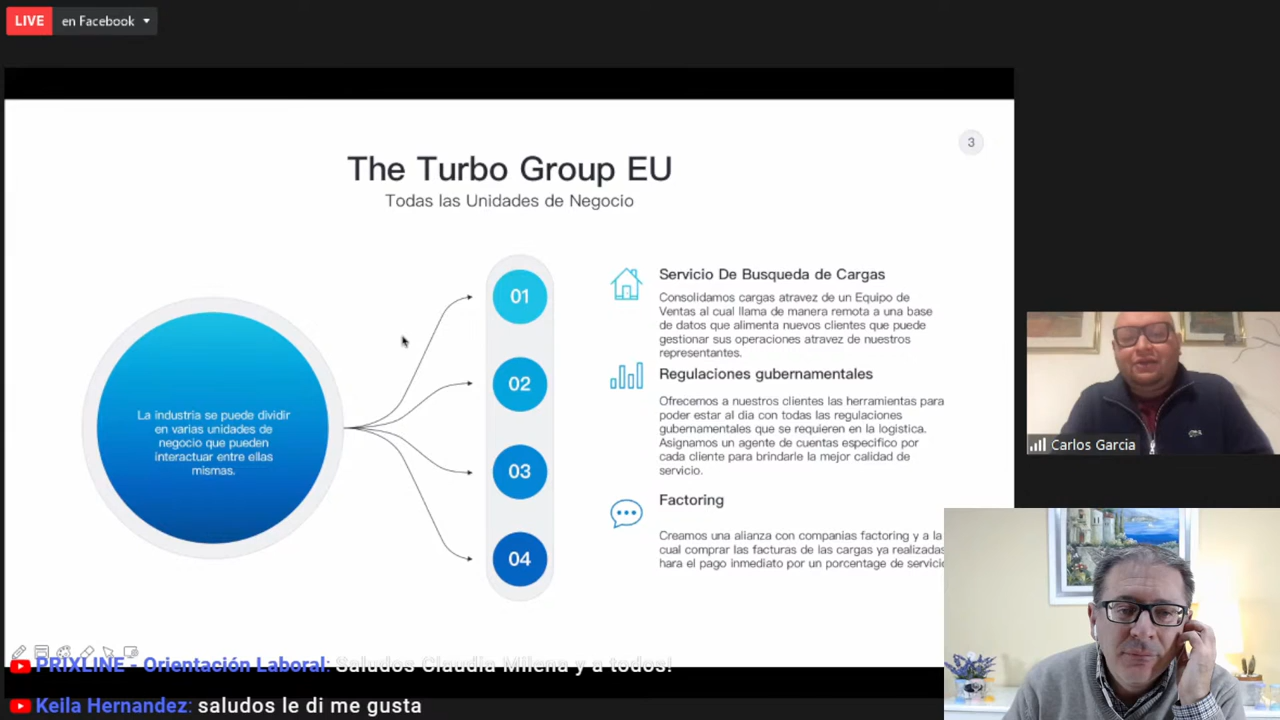 LIVE en Facebook
3
The Turbo Group EU
Todas las Unidades de Negocio
La industria se puede dividir
en varias unidades de
negocio que pueden
interactuar entre ellas
mismas.
01
02
03
04
Servicio De Busqueda de Cargas
Consolidamos cargas atravez de un Equipo de
Ventas al cual llama de manera remota a una base
de datos que alimenta nuevos clientes que puede
gestionar sus operaciones atravez de nuestros
representantes.
Regulaciones gubernamentales
Ofrecemos a nuestros clientes las herramientas para
poder estar al dia con todas las regulaciones
gubernamentales que se requieren en la logistica.
Asignamos un agente de cuentas especifico por
cada cliente para brindarle la mejor calidad de
servicio.
Factoring
Creamos una alianza con companias factoring y a la
cual comprar las facturas de las cargas ya realizadas
hara el pago inmediato por un porcentage de servicio
Carlos Garcia
PRIXLINE - Orientación Laboral: Saludos Claudia Milena y a todos!
Keila Hernandez: saludos le di me gusta